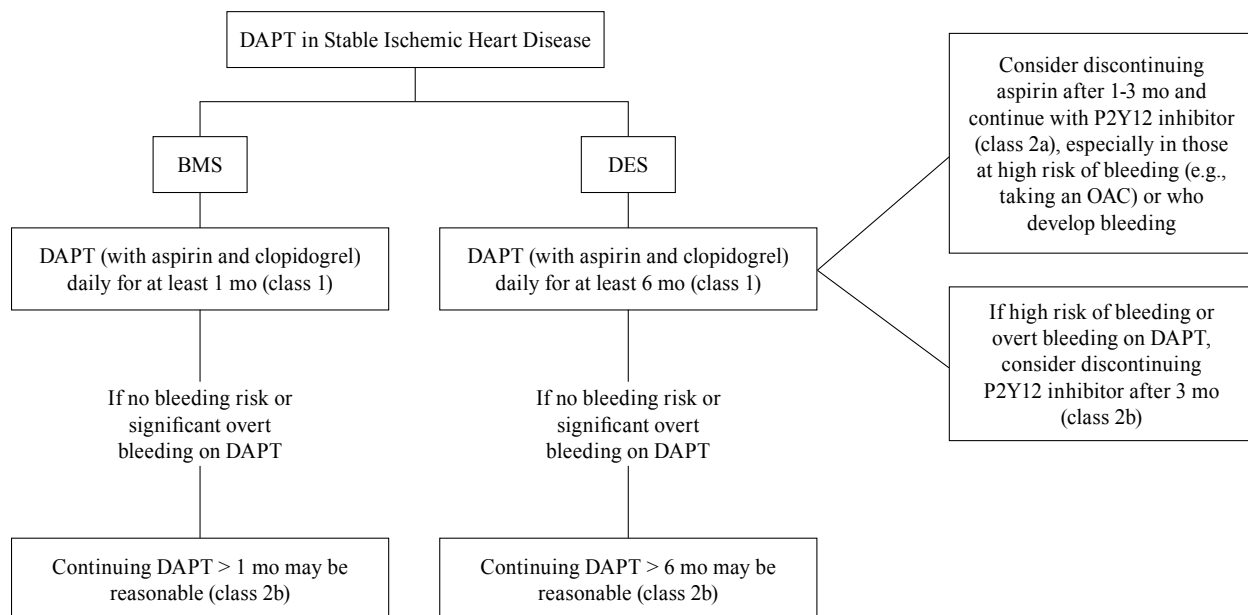 DAPT in Stable Ischemic Heart Disease
BMS
DES
DAPT (with aspirin and clopidogrel)
daily for at least 1 mo (class 1)
DAPT (with aspirin and clopidogrel)
daily for at least 6 mo (class 1)
Consider discontinuing
aspirin after 1-3 mo and
continue with P2Y12 inhibitor
(class 2a), especially in those
at high risk of bleeding (e.g.,
taking an OAC) or who
develop bleeding
If high risk of bleeding or
overt bleeding on DAPT,
consider discontinuing
P2Y12 inhibitor after 3 mo
(class 2b)
If no bleeding risk or
significant overt
bleeding on DAPT
If no bleeding risk or
significant overt
bleeding on DAPT
Continuing DAPT > 1 mo may be
reasonable (class 2b)
Continuing DAPT > 6 mo may be
reasonable (class 2b)